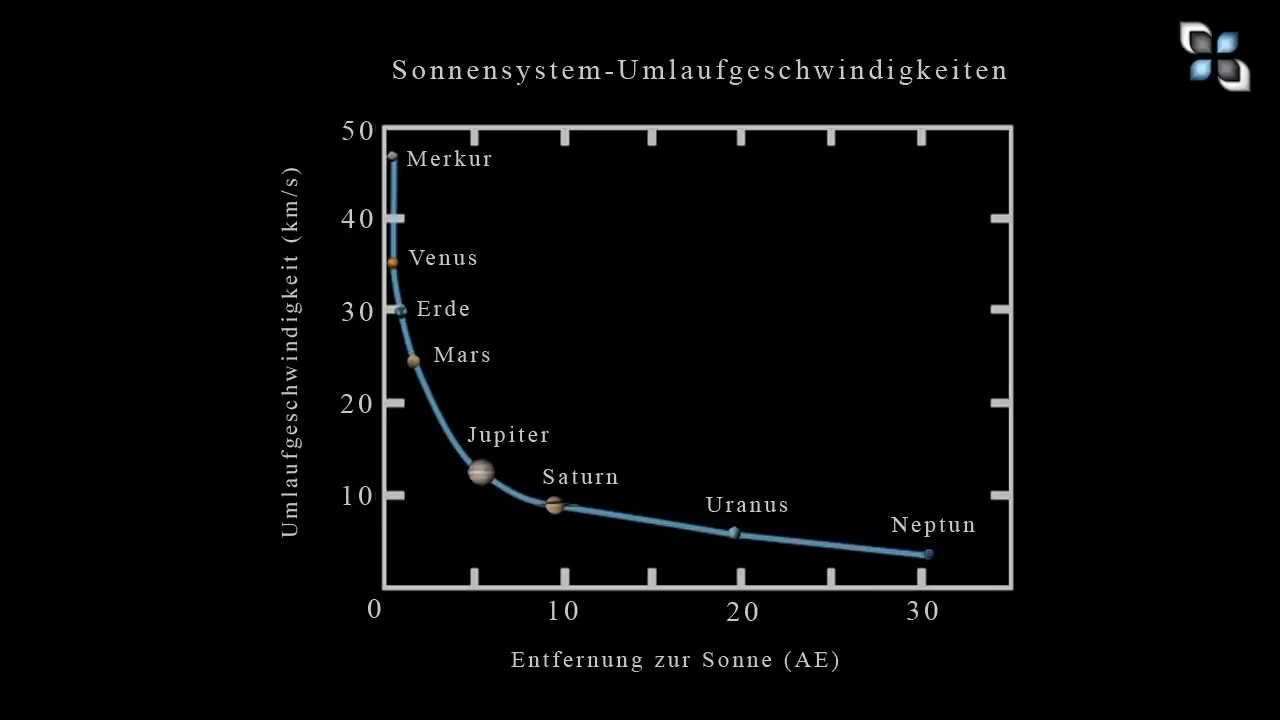 Sonnensystem-Umlaufgeschwindigkeiten
50
Merkur
40
Venus
30
Erde
Mars
20
Jupiter
Saturn
10
Uranus
Neptun
0
10
20
30
Umlaufgeschwindigkeit (km/s)
Entfernung zur Sonne (AE)